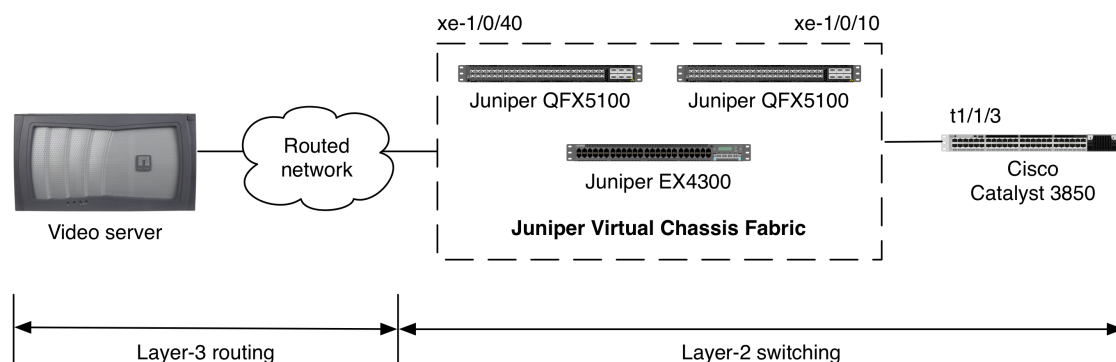 xe-1/0/40
xe-1/0/10
Juniper QFX5100
Juniper QFX5100
t1/1/3
Routed
network
Juniper EX4300
Cisco
Catalyst 3850
Video server
Juniper Virtual Chassis Fabric
Layer-3 routing
Layer-2 switching